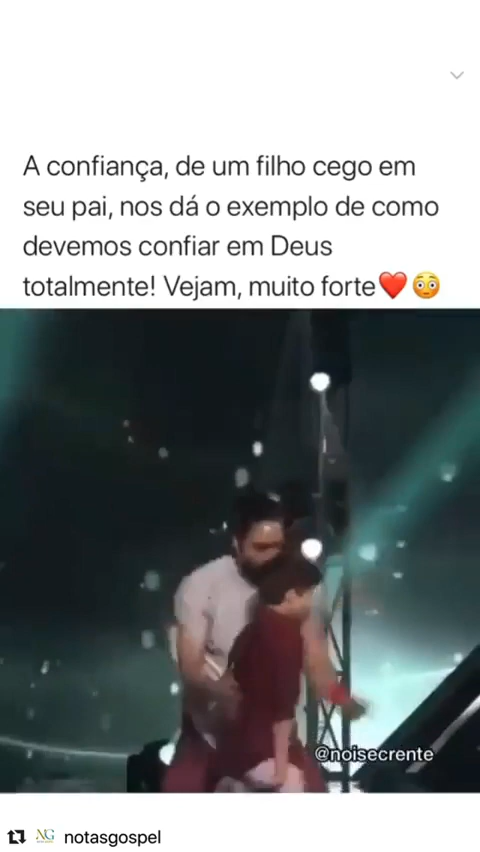 A confiança, de um filho cego em
seu pai, nos dá o exemplo de como
devemos confiar em Deus
totalmente! Vejam, muito forte❤️😳
@noisecrente
NG notasgospel